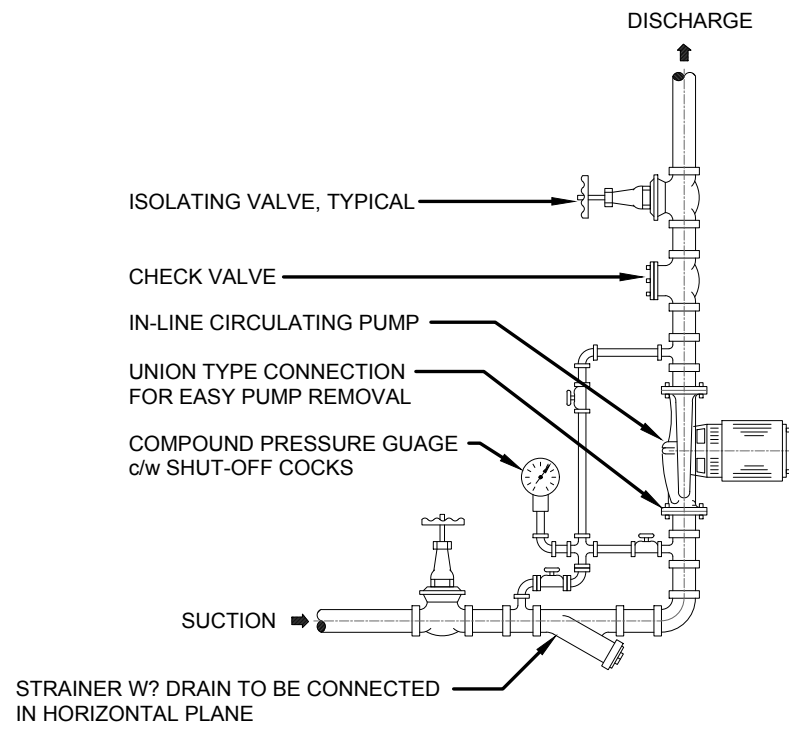 DISCHARGE
ISOLATING VALVE, TYPICAL
CHECK VALVE
IN-LINE CIRCULATING PUMP
UNION TYPE CONNECTION
FOR EASY PUMP REMOVAL
COMPOUND PRESSURE GUAGE
c/w SHUT-OFF COCKS
SUCTION
STRAINER W? DRAIN TO BE CONNECTED
IN HORIZONTAL PLANE